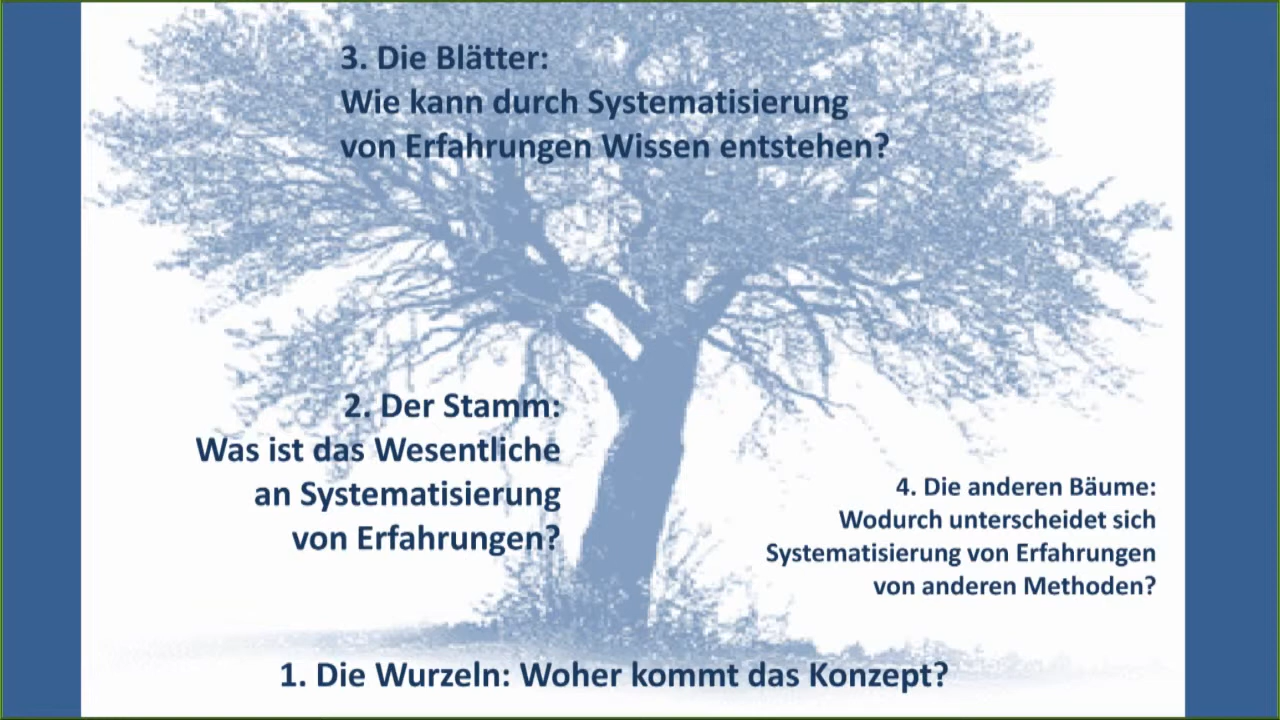 3. Die Blätter:
Wie kann durch Systematisierung
von Erfahrungen Wissen entstehen?
2. Der Stamm:
Was ist das Wesentliche
an Systematisierung
von Erfahrungen?
4. Die anderen Bäume:
Wodurch unterscheidet sich
Systematisierung von Erfahrungen
von anderen Methoden?
1. Die Wurzeln: Woher kommt das Konzept?